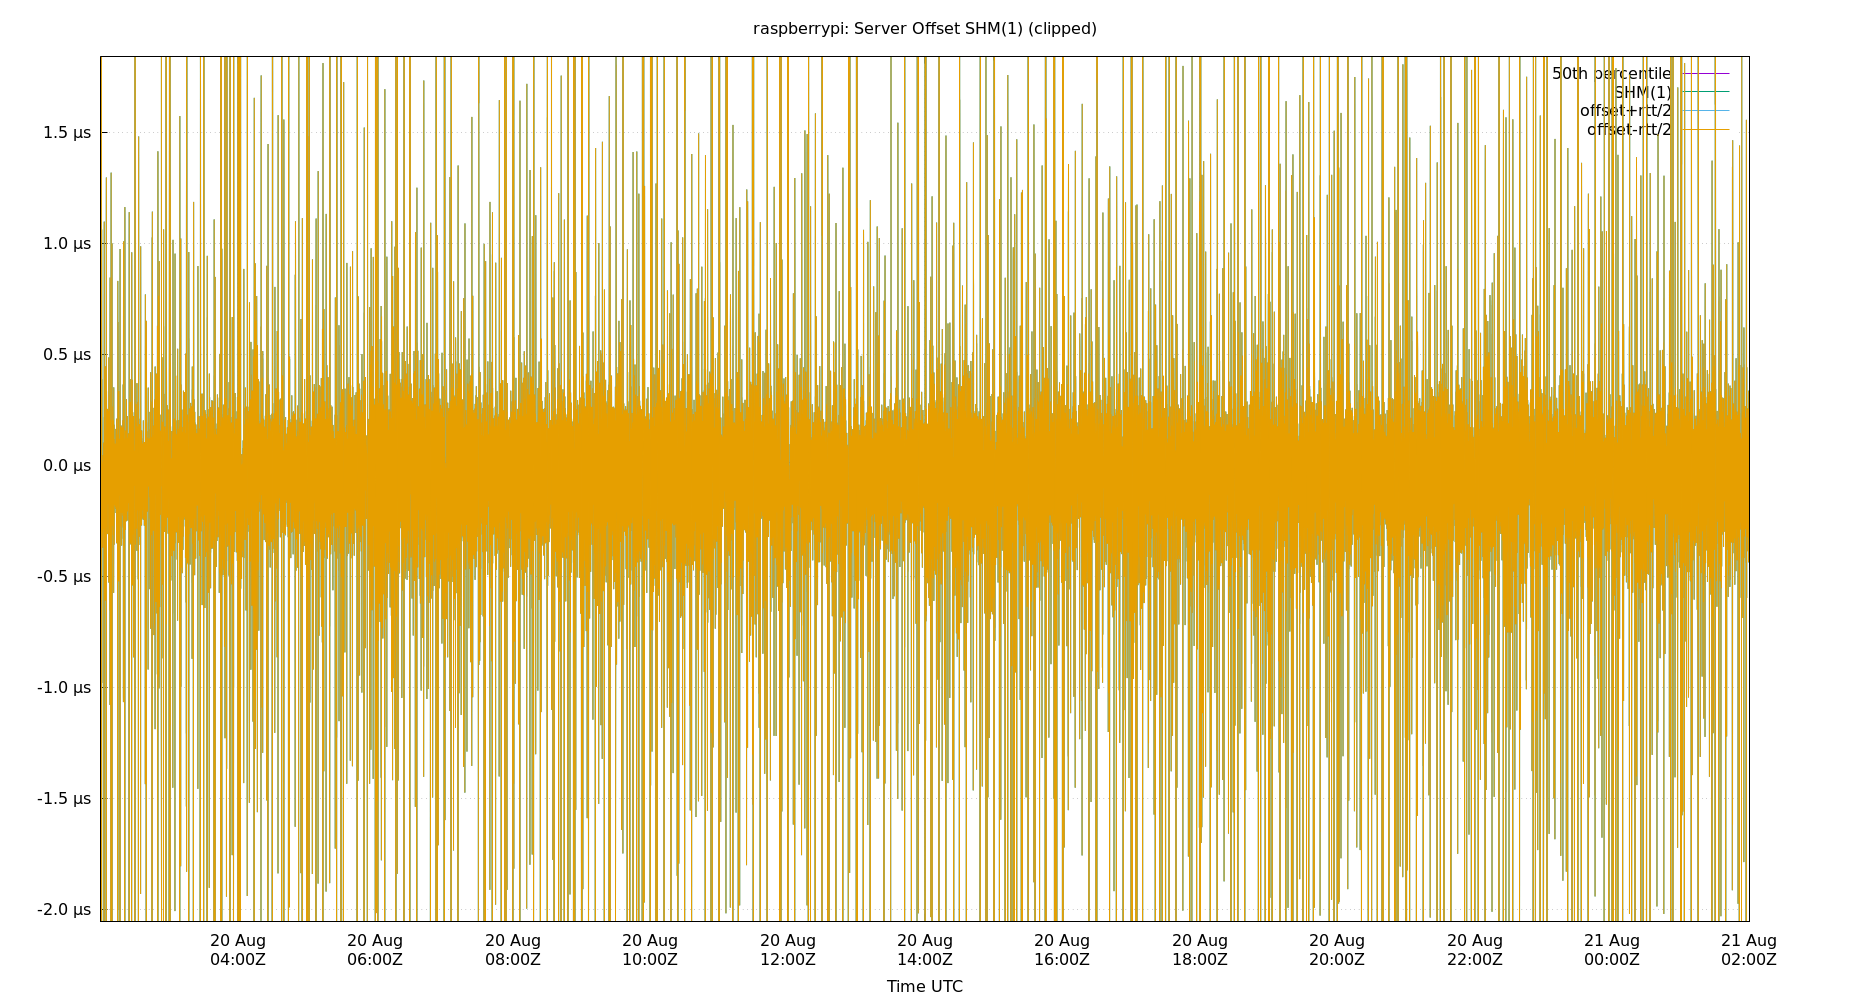 raspberrypi: Server Offset SHM(1) (clipped)
50th percentile
SHM(1)
offset+rtt/2
offset-rtt/2
1.5 µs
1.0 µs
0.5 µs
0.0 µs
-0.5 µs
-1.0 µs
-1.5 µs
-2.0 µs
20 Aug 20 Aug 20 Aug 20 Aug 20 Aug 20 Aug 20 Aug 20 Aug 20 Aug 20 Aug 21 Aug 21 Aug
04:00Z 06:00Z 08:00Z 10:00Z 12:00Z 14:00Z 16:00Z 18:00Z 20:00Z 22:00Z 00:00Z 02:00Z
Time UTC